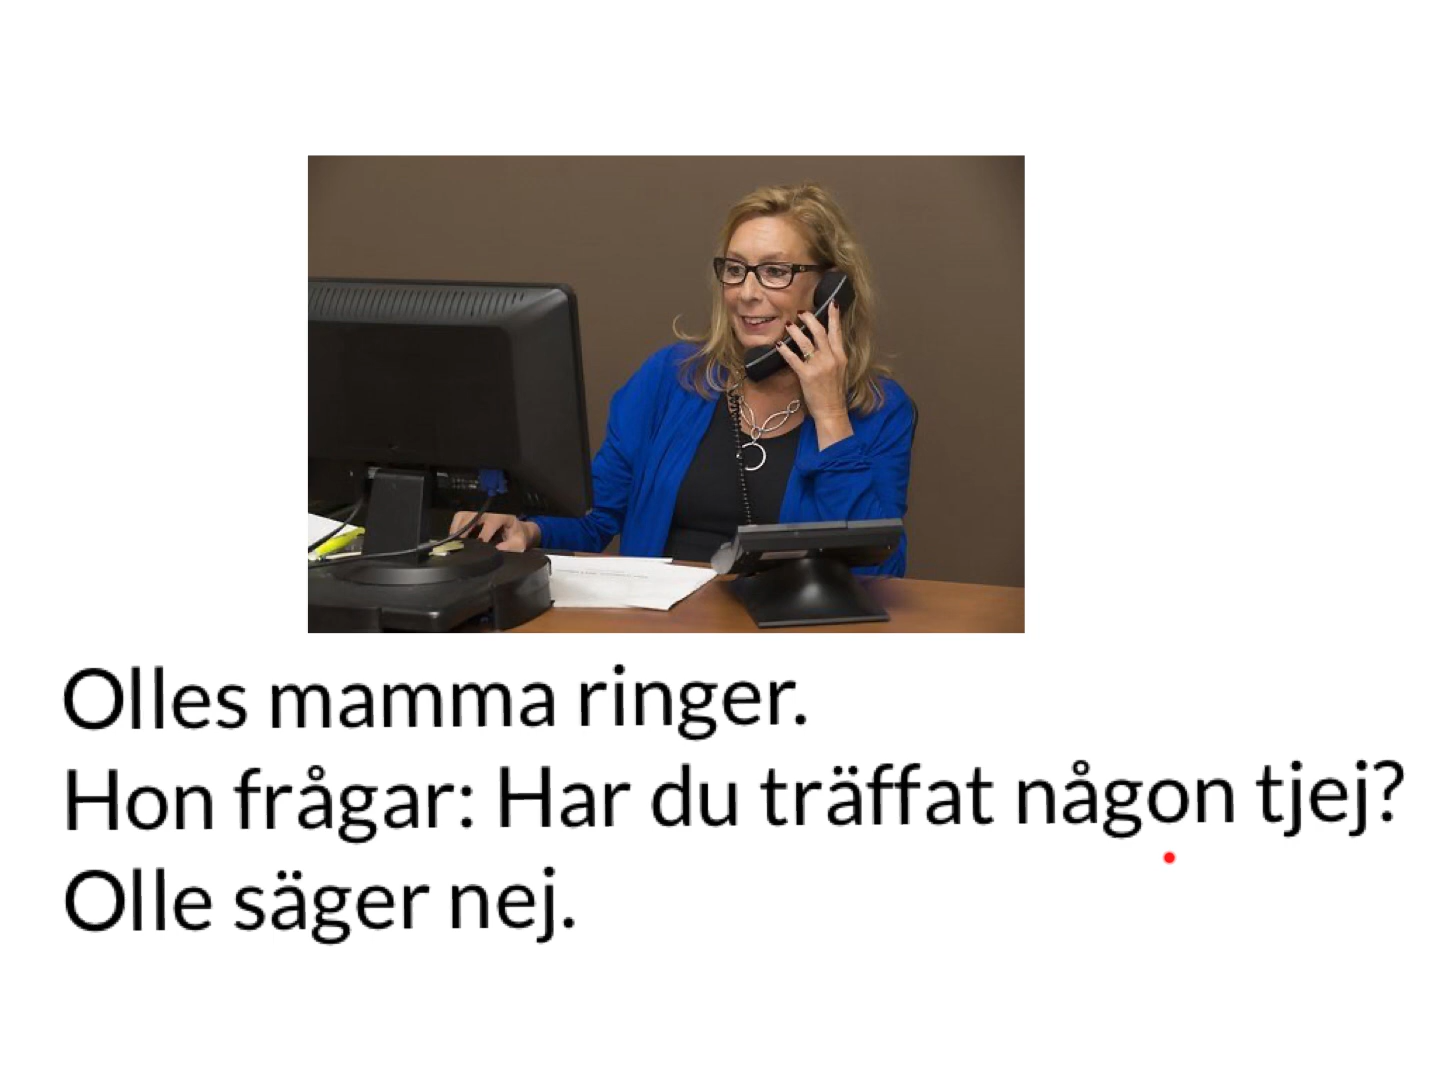 Olles mamma ringer.
Hon frågar: Har du träffat någon tjej?
Olle säger nej.